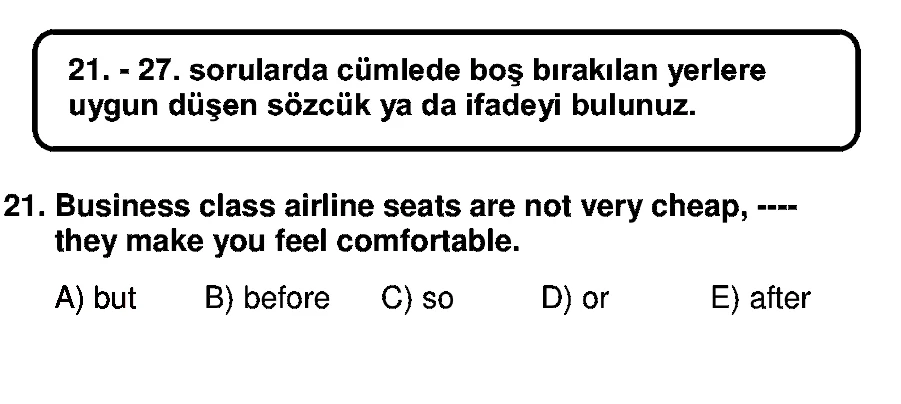 21. - 27. sorularda cümlede boş bırakılan yerlere
uygun düşen sözcük ya da ifadeyi bulunuz.
21. Business class airline seats are not very cheap, ----
they make you feel comfortable.
A) but B) before C) so D) or E) after